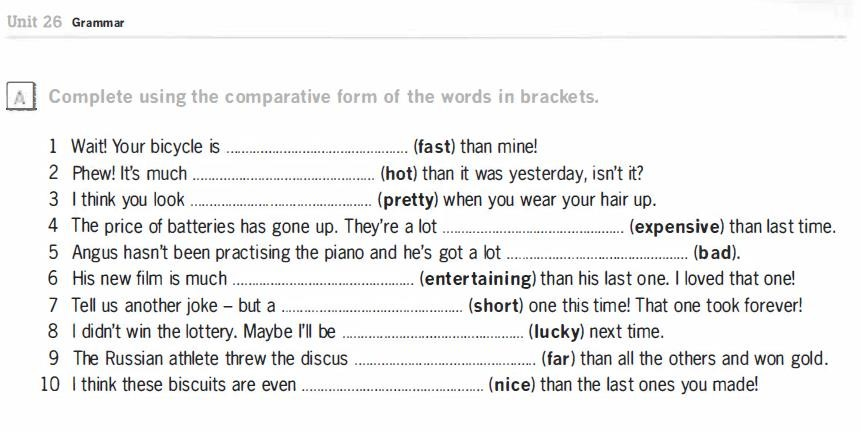 Unit 26 Grammar
A Complete using the comparative form of the words in brackets.
1 Wait! Your bicycle is ................................................ (fast) than mine!
2 Phew! It's much ................................................ (hot) than it was yesterday, isn't it?
3 I think you look ................................................ (pretty) when you wear your hair up.
4 The price of batteries has gone up. They're a lot ................................................ (expensive) than last time.
5 Angus hasn't been practising the piano and he's got a lot ................................................ (bad).
6 His new film is much ................................................ (entertaining) than his last one. I loved that one!
7 Tell us another joke – but a ................................................ (short) one this time! That one took forever!
8 I didn't win the lottery. Maybe I'll be ................................................ (lucky) next time.
9 The Russian athlete threw the discus ................................................ (far) than all the others and won gold.
10 I think these biscuits are even ................................................ (nice) than the last ones you made!